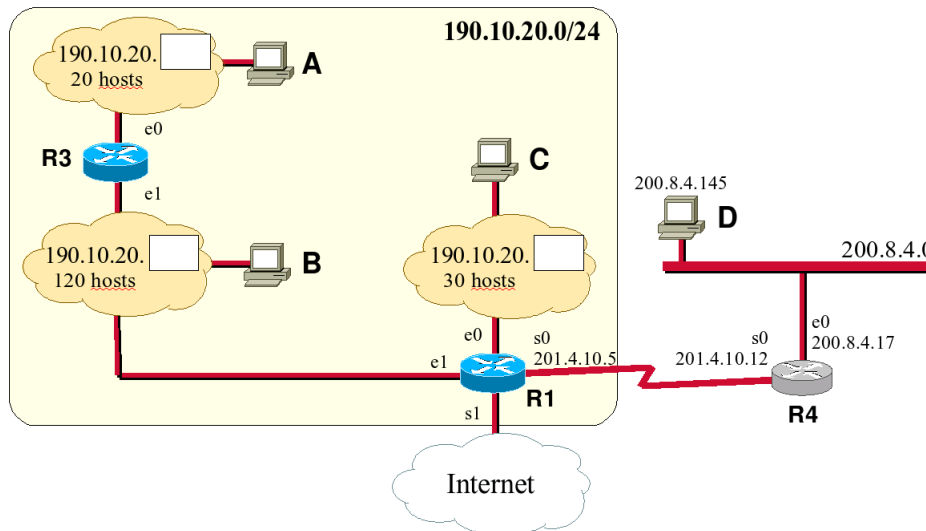 190.10.20.0/24
190.10.20.
20 hosts
A
e0
R3
e1
C
200.8.4.145
D
190.10.20.
120 hosts
B
190.10.20.
30 hosts
200.8.4.0
e0
s0
201.4.10.5
e1
R1
s1
s0
201.4.10.12
e0
200.8.4.17
R4
Internet